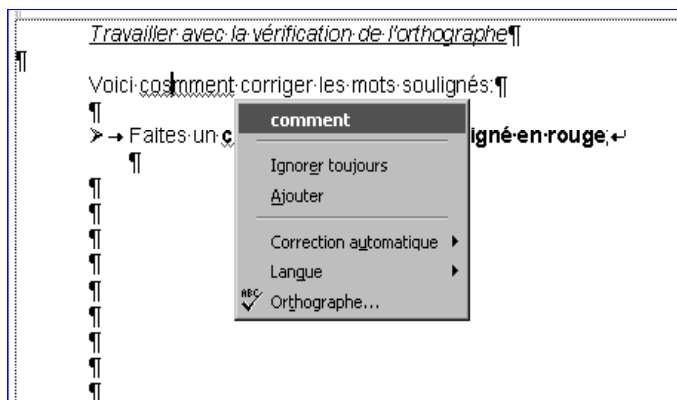 Travailler avec la vérification de l'orthographe¶
¶
Voici cosmment corriger les mots soulignés:¶
¶
➢ → Faites un c igné en rouge;↵
¶
¶
¶
¶
¶
¶
¶
¶
¶
¶
comment
Ignorer toujours
Ajouter
Correction automatique ▶
Langue ▶
ABC Orthographe...